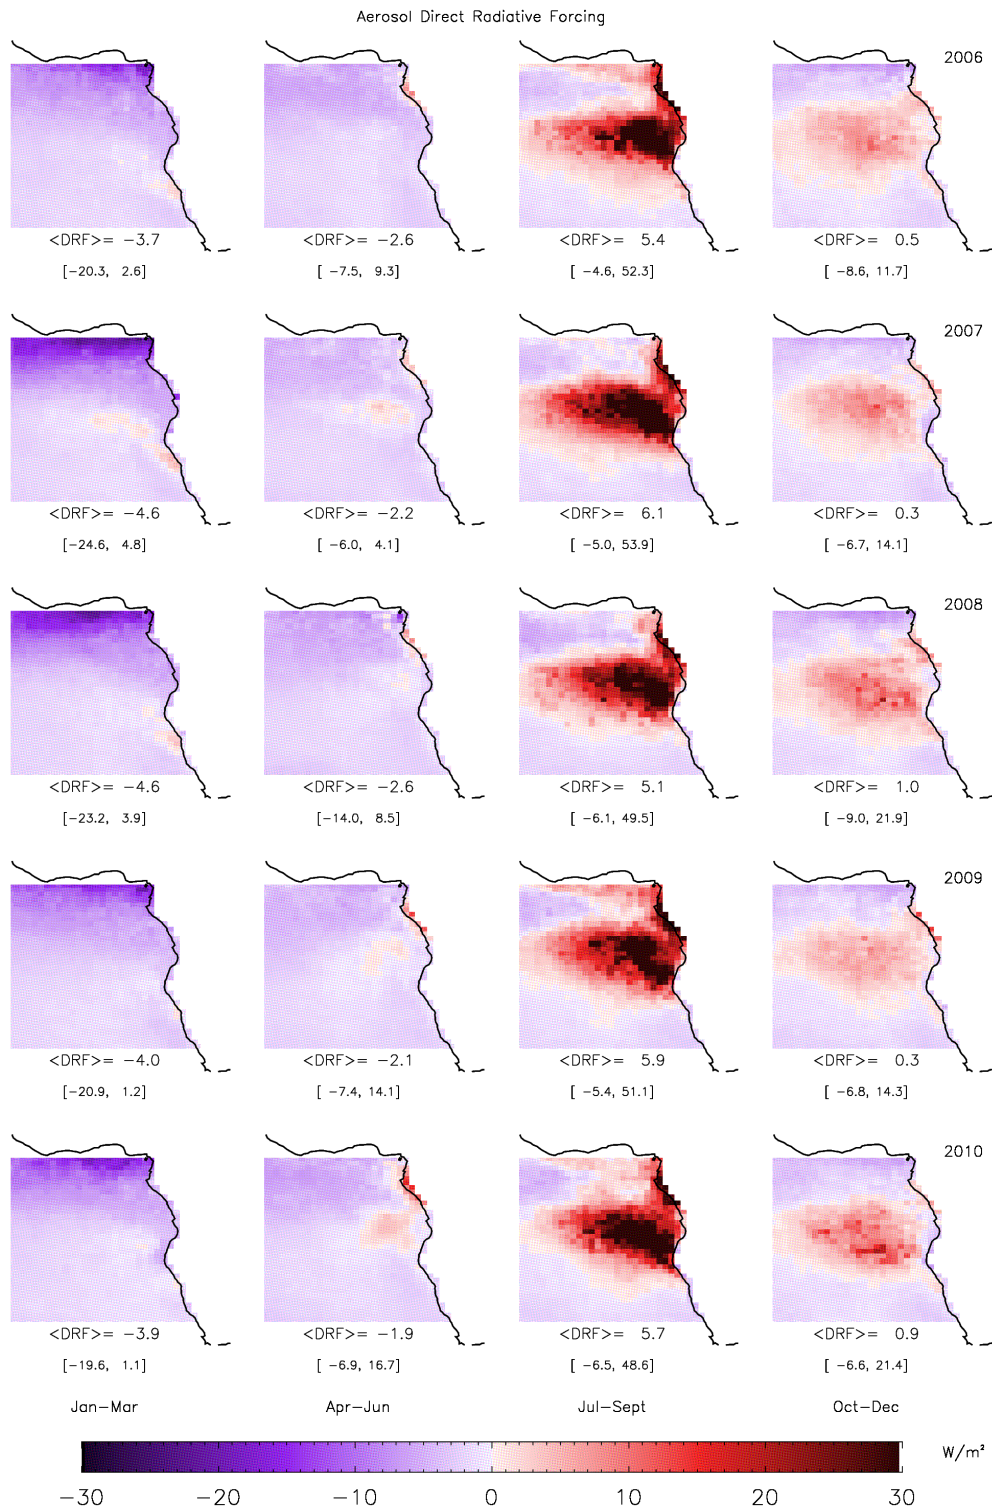 Aerosol Direct Radiative Forcing
2006
<DRF>= −3.7 <DRF>= −2.6 <DRF>= 5.4 <DRF>= 0.5
[−20.3, 2.6] [ −7.5, 9.3] [ −4.6, 52.3] [ −8.6, 11.7]
2007
<DRF>= −4.6 <DRF>= −2.2 <DRF>= 6.1 <DRF>= 0.3
[−24.6, 4.8] [ −6.0, 4.1] [ −5.0, 53.9] [ −6.7, 14.1]
2008
<DRF>= −4.6 <DRF>= −2.6 <DRF>= 5.1 <DRF>= 1.0
[−23.2, 3.9] [−14.0, 8.5] [ −6.1, 49.5] [ −9.0, 21.9]
2009
<DRF>= −4.0 <DRF>= −2.1 <DRF>= 5.9 <DRF>= 0.3
[−20.9, 1.2] [ −7.4, 14.1] [ −5.4, 51.1] [ −6.8, 14.3]
2010
<DRF>= −3.9 <DRF>= −1.9 <DRF>= 5.7 <DRF>= 0.9
[−19.6, 1.1] [ −6.9, 16.7] [ −6.5, 48.6] [ −6.6, 21.4]
Jan−Mar Apr−Jun Jul−Sept Oct−Dec
W/m²
−30 −20 −10 0 10 20 30